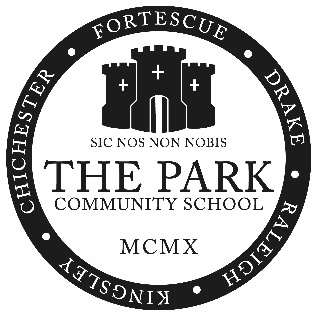 FORTESCUE • DRAKE • RALEIGH • KINGSLEY • CHICHESTER •
SIC NOS NON NOBIS
THE PARK
COMMUNITY SCHOOL
MCMX